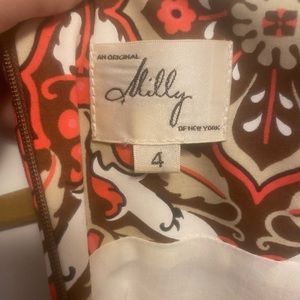 AN ORIGINAL
Milly
OF NEW YORK
4